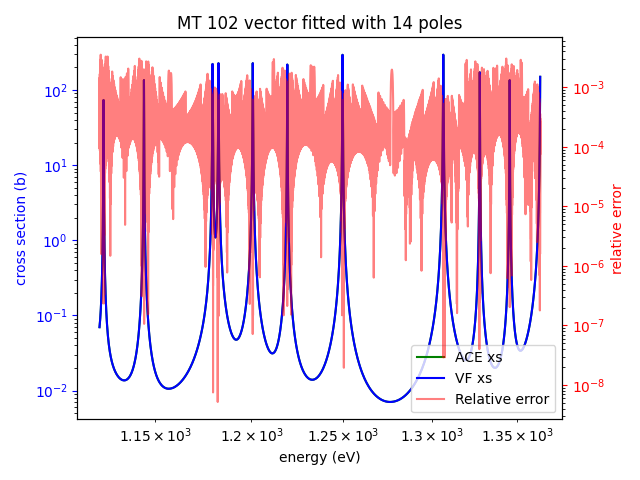 MT 102 vector fitted with 14 poles
10²
10¹
10⁰
10⁻¹
10⁻²
cross section (b)
10⁻³
10⁻⁴
10⁻⁵
10⁻⁶
10⁻⁷
10⁻⁸
relative error
ACE xs
VF xs
Relative error
1.15 × 10³ 1.2 × 10³ 1.25 × 10³ 1.3 × 10³ 1.35 × 10³
energy (eV)